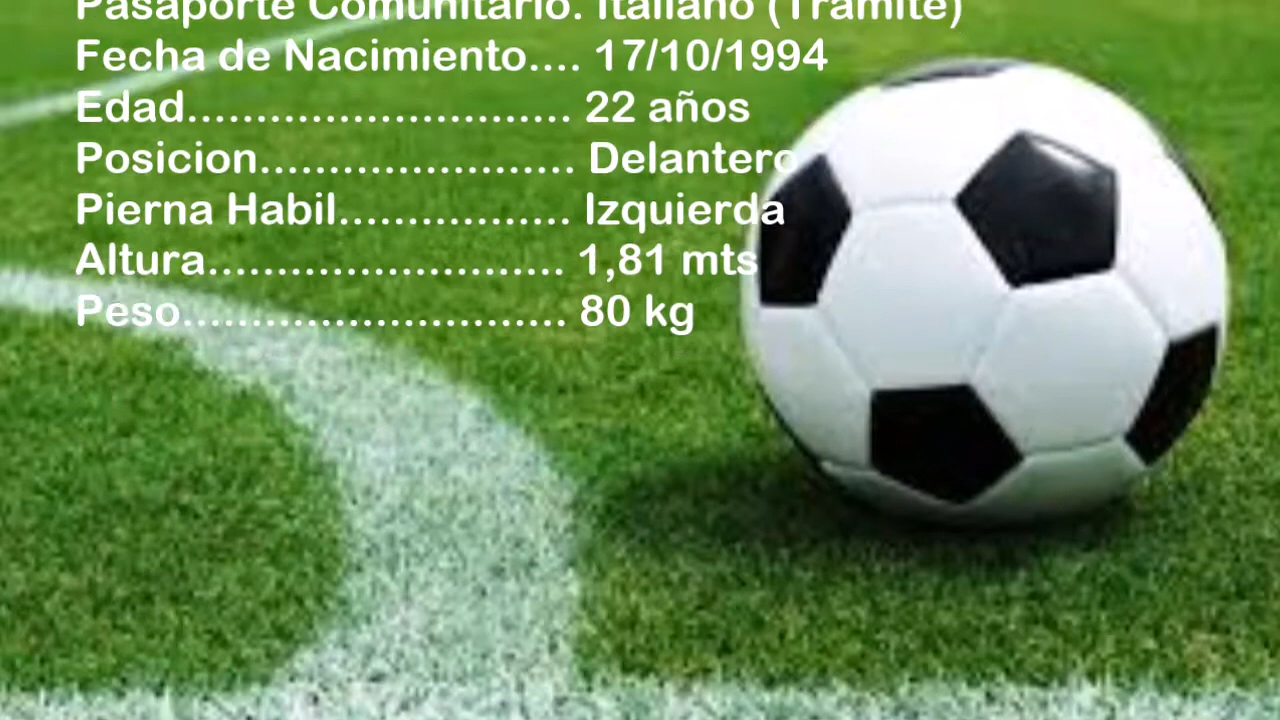 Pasaporte Comunitario. Italiano (Tramite)
Fecha de Nacimiento.... 17/10/1994
Edad............................ 22 años
Posicion....................... Delantero
Pierna Habil................. Izquierda
Altura.......................... 1,81 mts
Peso............................ 80 kg